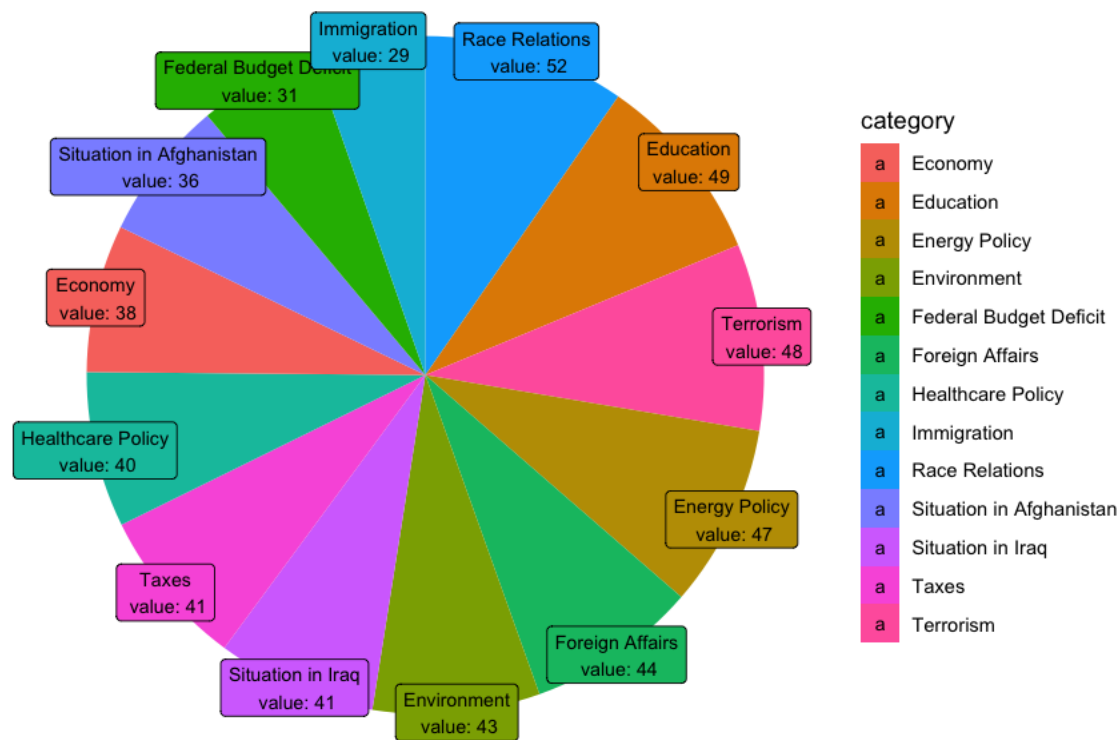 Immigration
value: 29
Race Relations
value: 52
Federal Budget Deficit
value: 31
Education
value: 49
Situation in Afghanistan
value: 36
Terrorism
value: 48
Economy
value: 38
Healthcare Policy
value: 40
Energy Policy
value: 47
Taxes
value: 41
Foreign Affairs
value: 44
Situation in Iraq
value: 41
Environment
value: 43
category
a Economy
a Education
a Energy Policy
a Environment
a Federal Budget Deficit
a Foreign Affairs
a Healthcare Policy
a Immigration
a Race Relations
a Situation in Afghanistan
a Situation in Iraq
a Taxes
a Terrorism